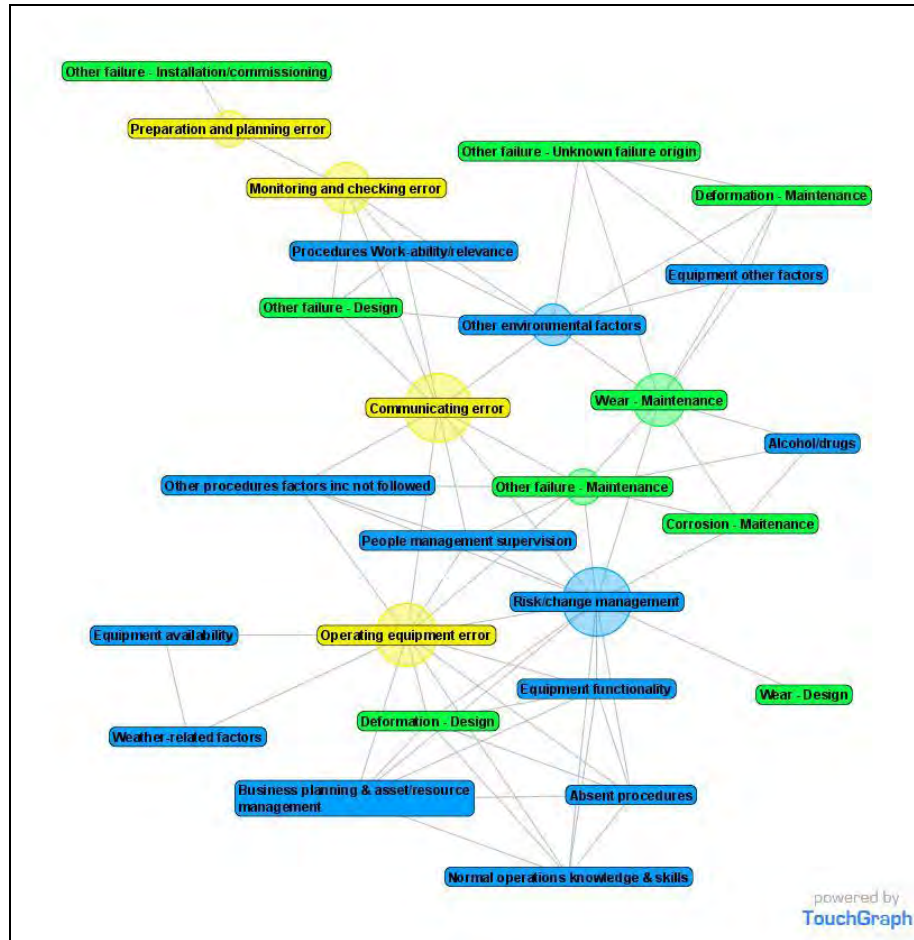 Other failure - Installation/commissioning
Preparation and planning error
Other failure - Unknown failure origin
Monitoring and checking error
Deformation - Maintenance
Procedures Work-ability/relevance
Equipment other factors
Other failure - Design
Other environmental factors
Communicating error
Wear - Maintenance
Alcohol/drugs
Other procedures factors inc not followed
Other failure - Maintenance
Corrosion - Maitenance
People management supervision
Risk/change management
Equipment availability
Operating equipment error
Equipment functionality
Wear - Design
Deformation - Design
Weather-related factors
Business planning & asset/resource
management
Absent procedures
Normal operations knowledge & skills
powered by
TouchGraph